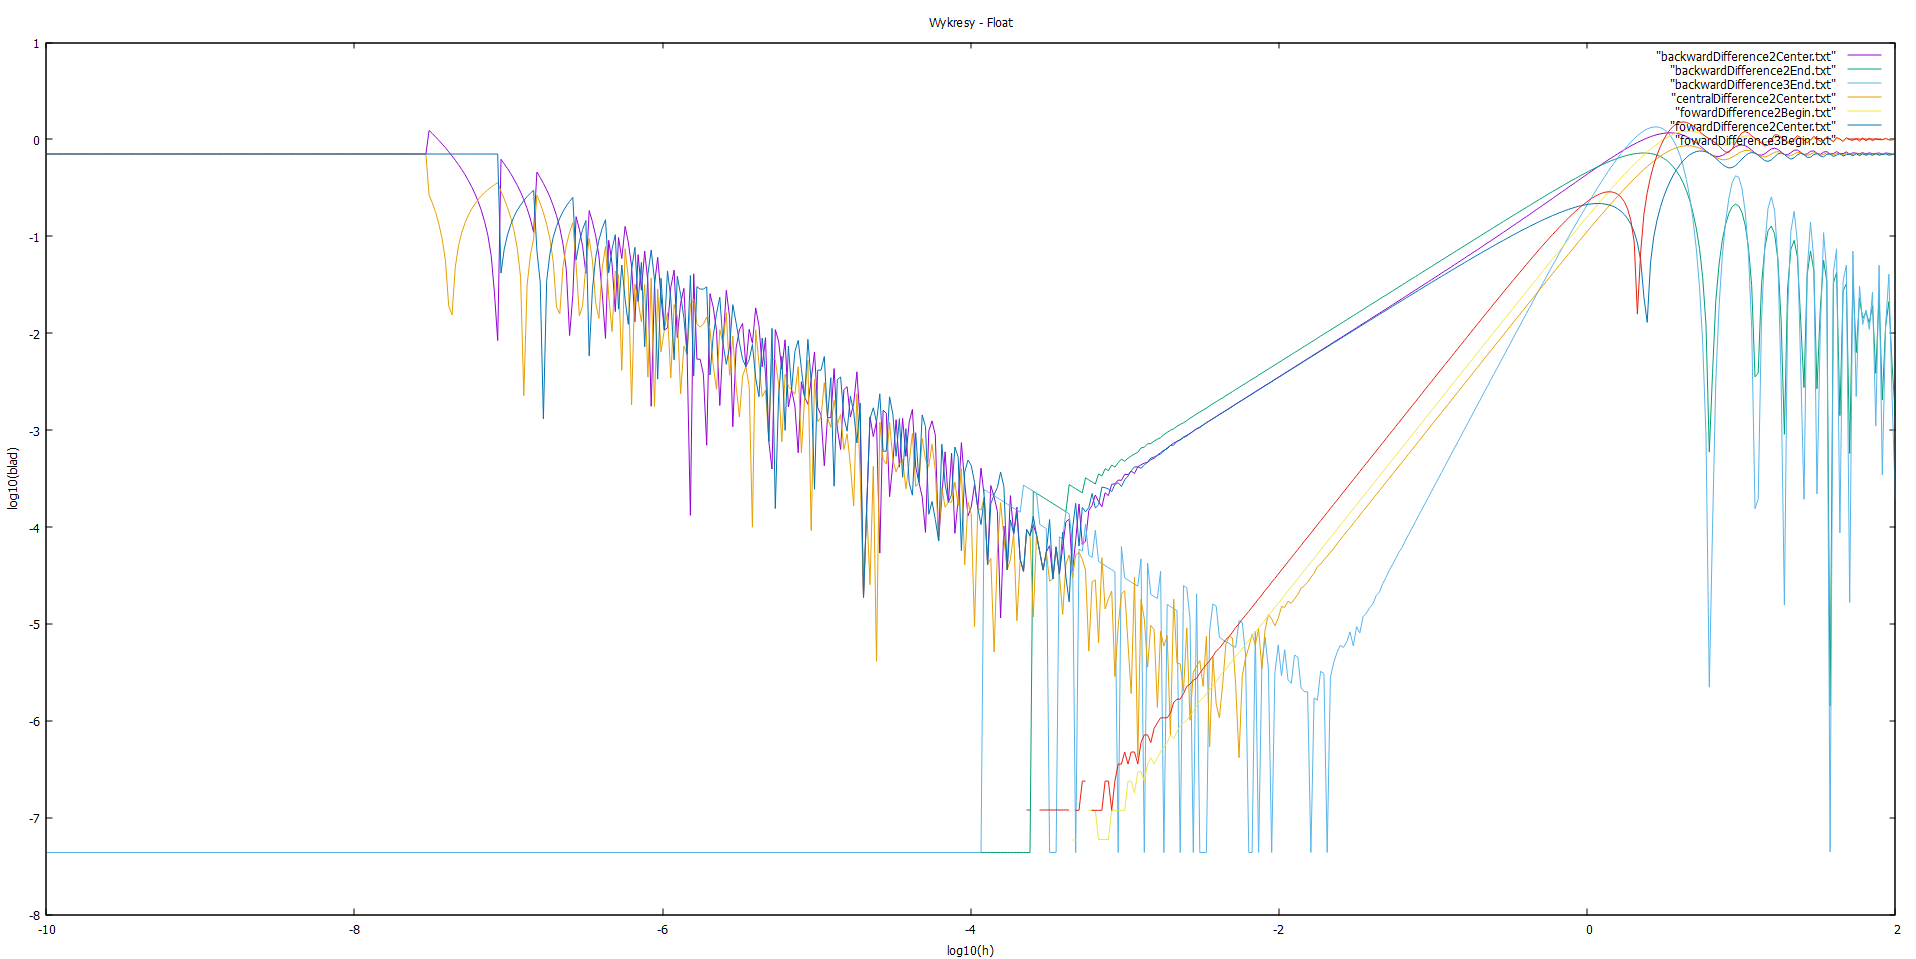 Wykresy - Float
"backwardDifference2Center.txt"
"backwardDifference2End.txt"
"backwardDifference3End.txt"
"centralDifference2Center.txt"
"fowardDifference2Begin.txt"
"fowardDifference2Center.txt"
"fowardDifference3Begin.txt"
1
0
-1
-2
-3
-4
-5
-6
-7
-8
log10(blad)
-10
-8
-6
-4
-2
0
2
log10(h)